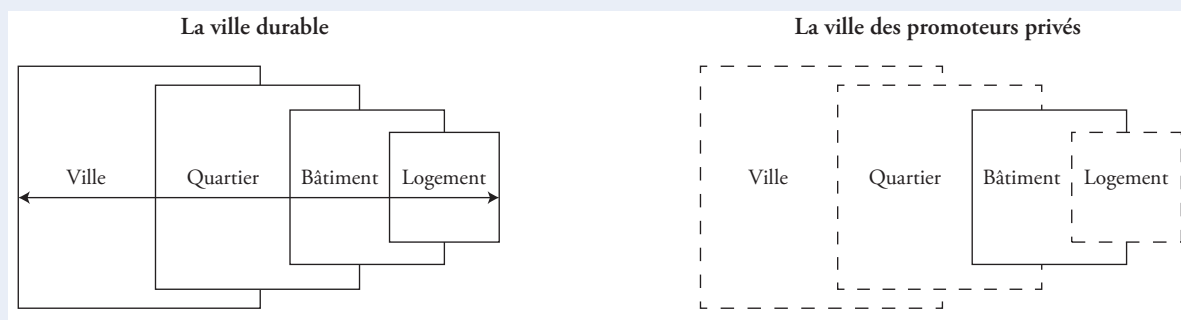 La ville durable
Ville Quartier Bâtiment Logement
La ville des promoteurs privés
Ville Quartier Bâtiment Logement